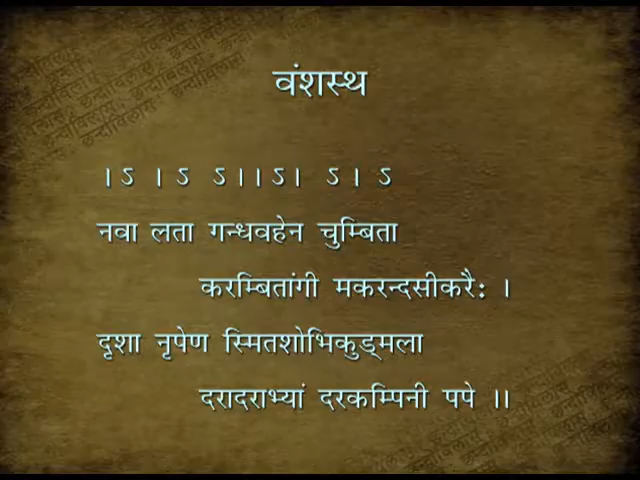 वंशस्थ
।ऽ ।ऽ ऽ।।ऽ। ऽ।ऽ
नवा लता गन्धवहेन चुम्बिता
करम्बितांगी मकरन्दसीकरैः ।
दृशा नृपेण स्मितशोभिकुड्मला
दरादराभ्यां दरकम्पिनी पपे ।।